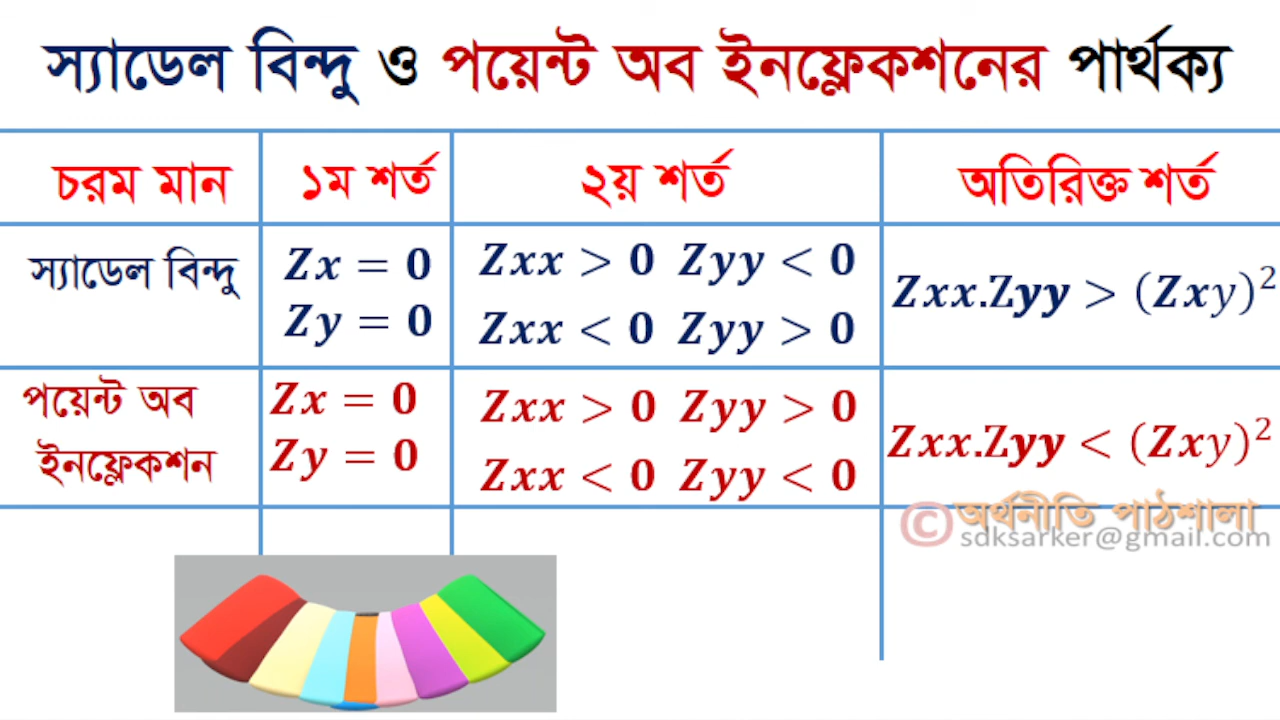 স্যাডেল বিন্দু ও পয়েন্ট অব ইনফ্লেকশনের পার্থক্য
চরম মান ১ম শর্ত ২য় শর্ত অতিরিক্ত শর্ত
স্যাডেল বিন্দু
Zx = 0
Zy = 0
Zxx > 0 Zyy < 0
Zxx < 0 Zyy > 0
Zxx.Zyy > (Zxy)²
পয়েন্ট অব
ইনফ্লেকশন
Zx = 0
Zy = 0
Zxx > 0 Zyy > 0
Zxx < 0 Zyy < 0
Zxx.Zyy < (Zxy)²
© অর্থনীতি পাঠশালা
sdksarker@gmail.com